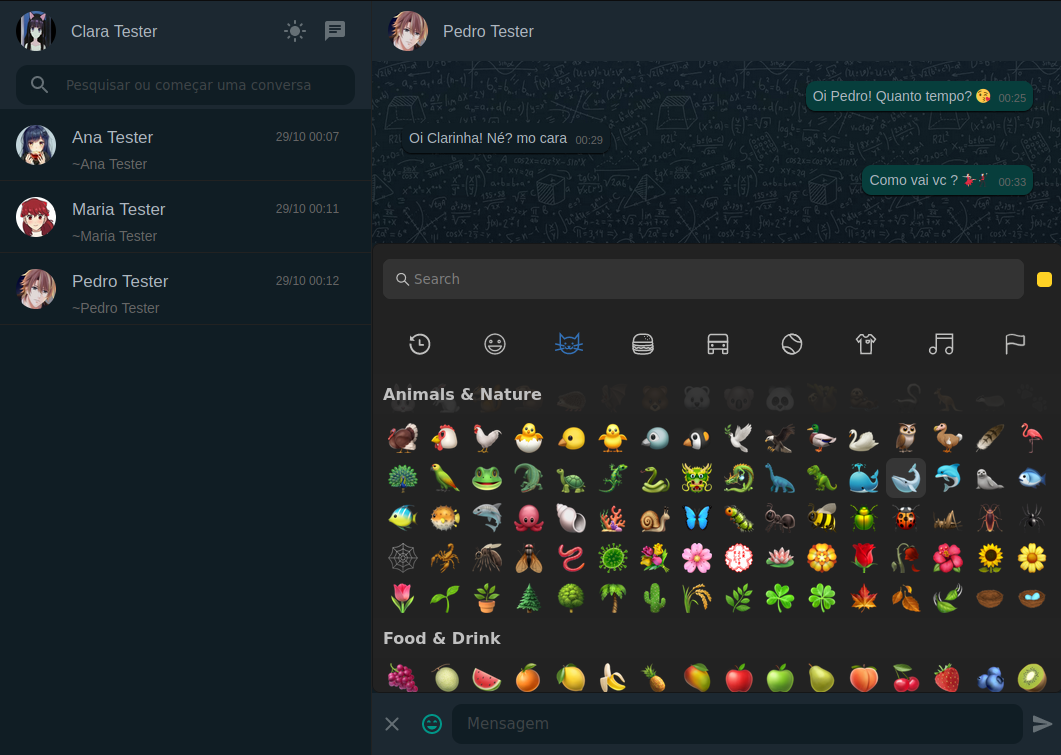 Clara Tester
Pesquisar ou começar uma conversa
Ana Tester 29/10 00:07
~Ana Tester
Maria Tester 29/10 00:11
~Maria Tester
Pedro Tester 29/10 00:12
~Pedro Tester
Pedro Tester
Oi Pedro! Quanto tempo? 😘 00:25
Oi Clarinha! Né? mo cara 00:29
Como vai vc ? 00:33
Search
Animals & Nature
Food & Drink
Mensagem